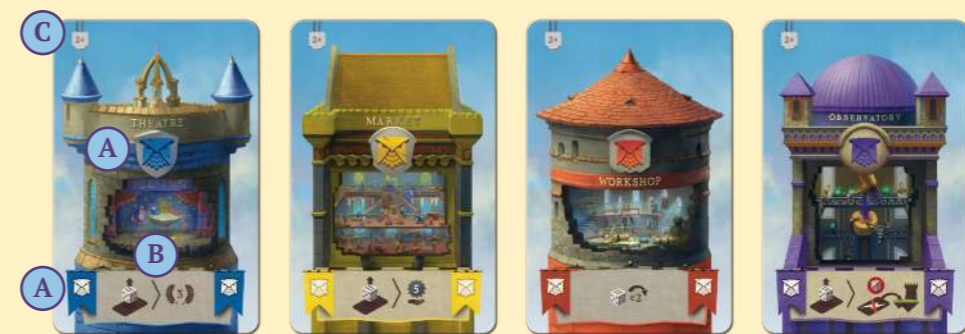 C
2+
2+
2+
2+
THEATRE
MARKET
WORKSHOP
OBSERVATORY
A
B
A
3
5
≤2